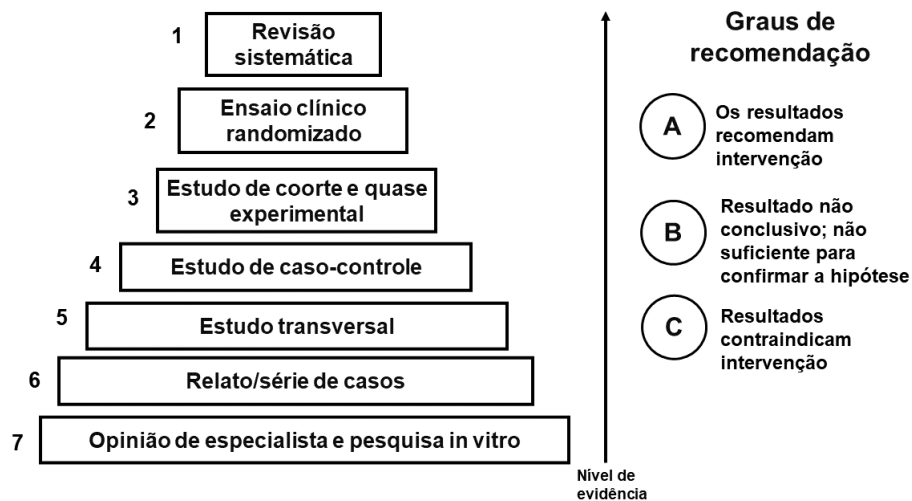 1
Revisão
sistemática
2
Ensaio clínico
randomizado
3
Estudo de coorte e quase
experimental
4
Estudo de caso-controle
5
Estudo transversal
6
Relato/série de casos
7
Opinião de especialista e pesquisa in vitro
Nível de
evidência
Graus de
recomendação
A
Os resultados
recomendam
intervenção
B
Resultado não
conclusivo; não
suficiente para
confirmar a hipótese
C
Resultados
contraindicam
intervenção